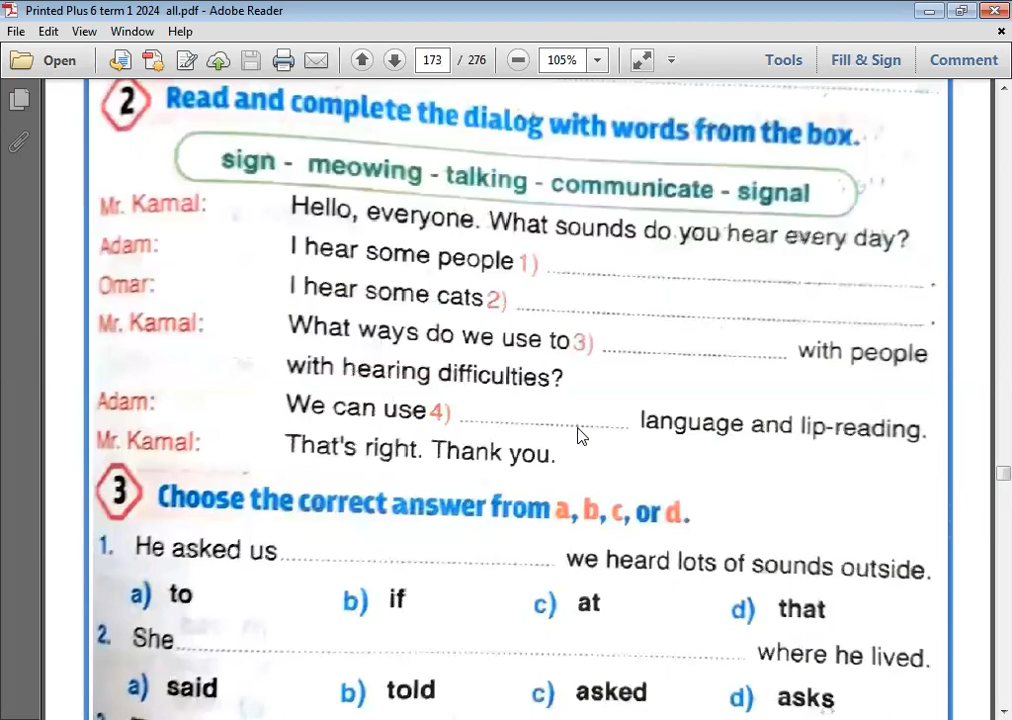 Printed Plus 6 term 1 2024 all.pdf - Adobe Reader
File Edit View Window Help
Open 173 / 276 105% Tools Fill & Sign Comment
2 Read and complete the dialog with words from the box.
sign - meowing - talking - communicate - signal
Mr. Kamal: Hello, everyone. What sounds do you hear every day?
Adam: I hear some people 1) .
Omar: I hear some cats 2) .
Mr. Kamal: What ways do we use to 3) with people
with hearing difficulties?
Adam: We can use 4) language and lip-reading.
Mr. Kamal: That's right. Thank you.
3 Choose the correct answer from a, b, c, or d.
1. He asked us we heard lots of sounds outside.
a) to b) if c) at d) that
2. She where he lived.
a) said b) told c) asked d) asks